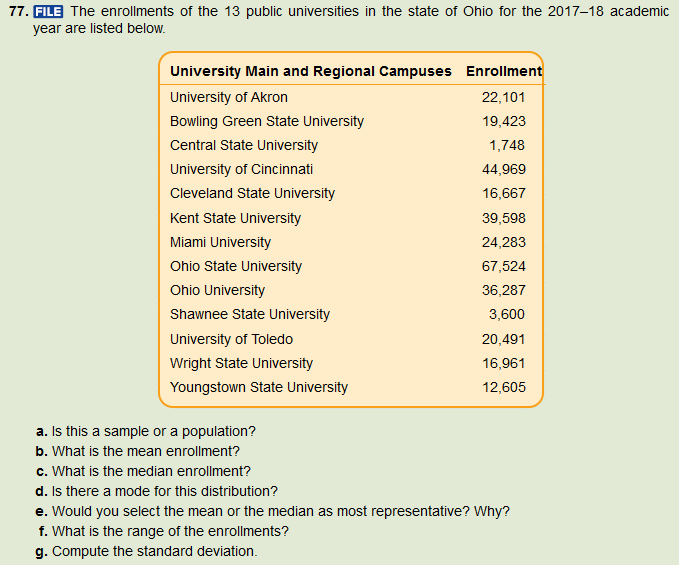 77. FILE The enrollments of the 13 public universities in the state of Ohio for the 2017–18 academic
year are listed below.
University Main and Regional Campuses Enrollment
University of Akron 22,101
Bowling Green State University 19,423
Central State University 1,748
University of Cincinnati 44,969
Cleveland State University 16,667
Kent State University 39,598
Miami University 24,283
Ohio State University 67,524
Ohio University 36,287
Shawnee State University 3,600
University of Toledo 20,491
Wright State University 16,961
Youngstown State University 12,605
a. Is this a sample or a population?
b. What is the mean enrollment?
c. What is the median enrollment?
d. Is there a mode for this distribution?
e. Would you select the mean or the median as most representative? Why?
f. What is the range of the enrollments?
g. Compute the standard deviation.